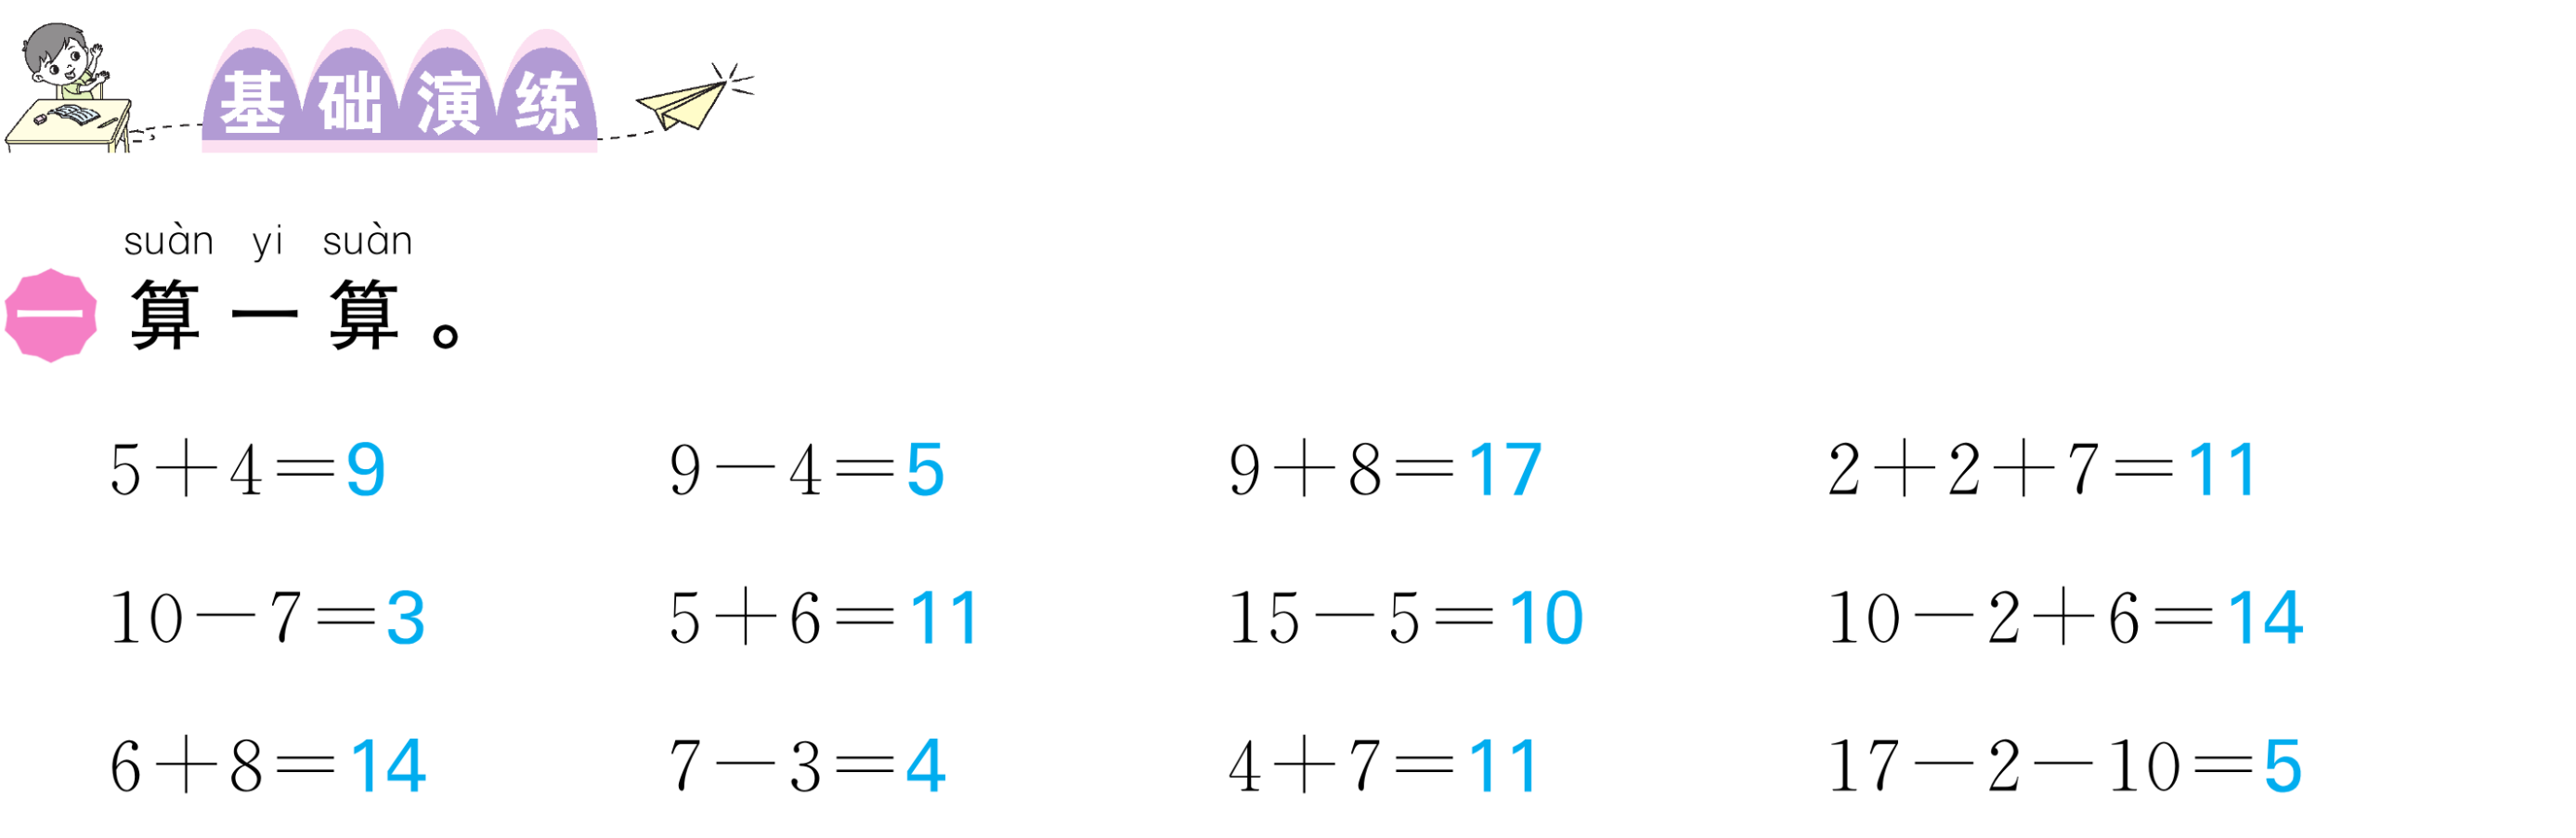 基础演练
suàn yi suàn
一 算一算。
5+4=9 9-4=5 9+8=17 2+2+7=11
10-7=3 5+6=11 15-5=10 10-2+6=14
6+8=14 7-3=4 4+7=11 17-2-10=5